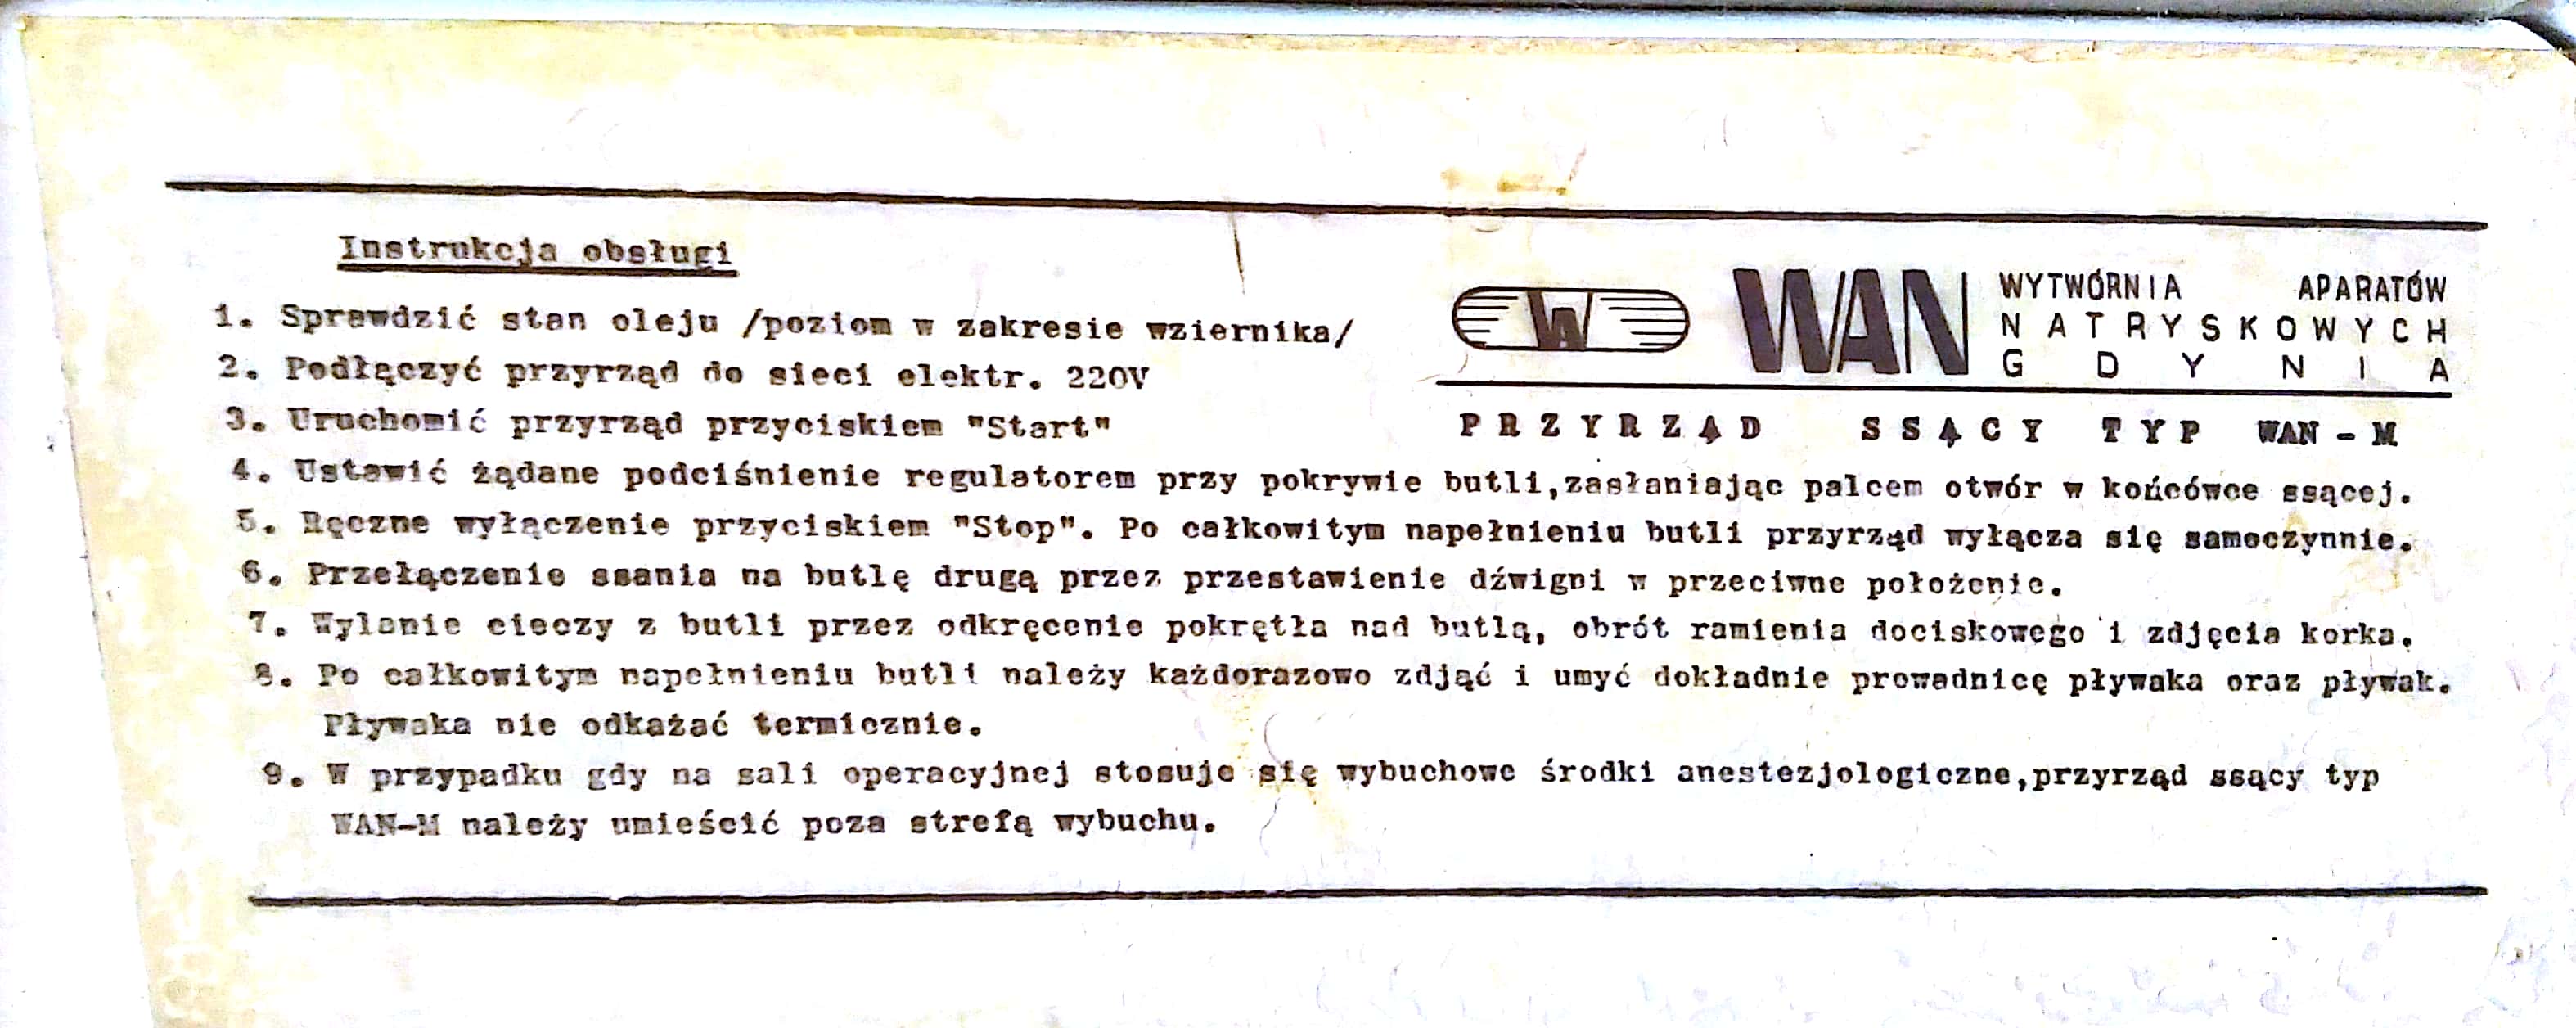 Instrukcja obsługi
1. Sprawdzić stan oleju /poziom w zakresie wziernika/
2. Podłączyć przyrząd do sieci elektr. 220V
3. Uruchomić przyrząd przyciskiem "Start"
W WAN WYTWÓRNIA APARATÓW
NATRYSKOWYCH
GDYNIA
PRZYRZĄD SSĄCY TYP WAN-M
4. Ustawić żądane podciśnienie regulatorem przy pokrywie butli,zasłaniając palcem otwór w końcówce ssącej.
5. Ręczne wyłączenie przyciskiem "Stop". Po całkowitym napełnieniu butli przyrząd wyłącza się samoczynnie.
6. Przełączenie ssania na butlę drugą przez przestawienie dźwigni w przeciwne położenie.
7. Wylanie cieczy z butli przez odkręcenie pokrętła nad butlą, obrót ramienia dociskowego i zdjęcia korka.
8. Po całkowitym napełnieniu butli należy każdorazowo zdjąć i umyć dokładnie prowadnicę pływaka oraz pływak.
Pływaka nie odkażać termicznie.
9. W przypadku gdy na sali operacyjnej stosuje się wybuchowe środki anestezjologiczne,przyrząd ssący typ
WAN-M należy umieścić poza strefą wybuchu.